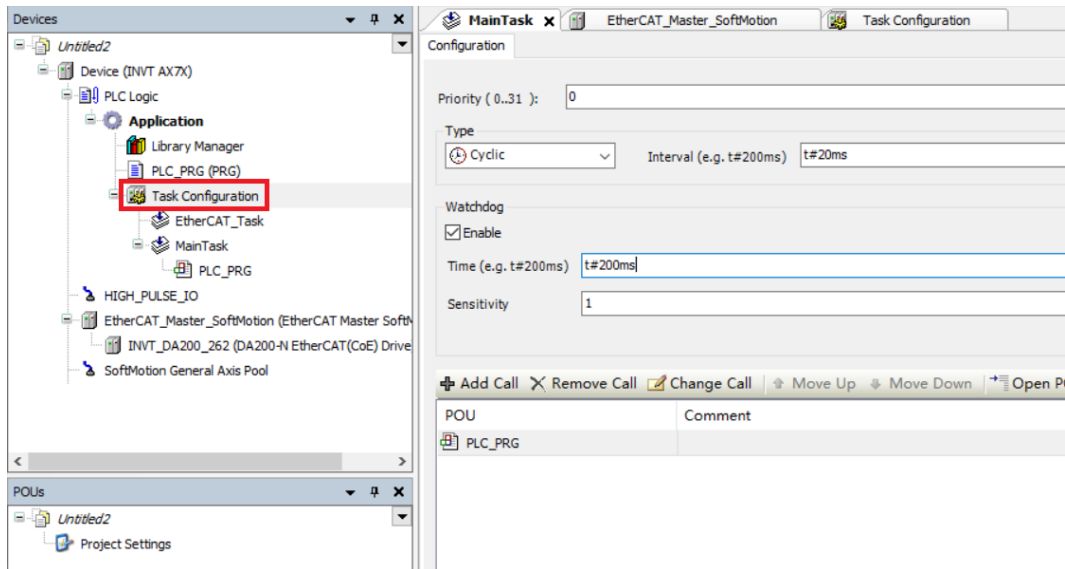 Devices
Untitled2
Device (INVT AX7X)
PLC Logic
Application
Library Manager
PLC_PRG (PRG)
Task Configuration
EtherCAT_Task
MainTask
PLC_PRG
HIGH_PULSE_IO
EtherCAT_Master_SoftMotion (EtherCAT Master Soft
INVT_DA200_262 (DA200-N EtherCAT(CoE) Drive
SoftMotion General Axis Pool
POUs
Untitled2
Project Settings
MainTask EtherCAT_Master_SoftMotion Task Configuration
Configuration
Priority ( 0..31 ): 0
Type
Cyclic Interval (e.g. t#200ms) t#20ms
Watchdog
Enable
Time (e.g. t#200ms) t#200ms
Sensitivity 1
Add Call Remove Call Change Call Move Up Move Down Open P
POU Comment
PLC_PRG